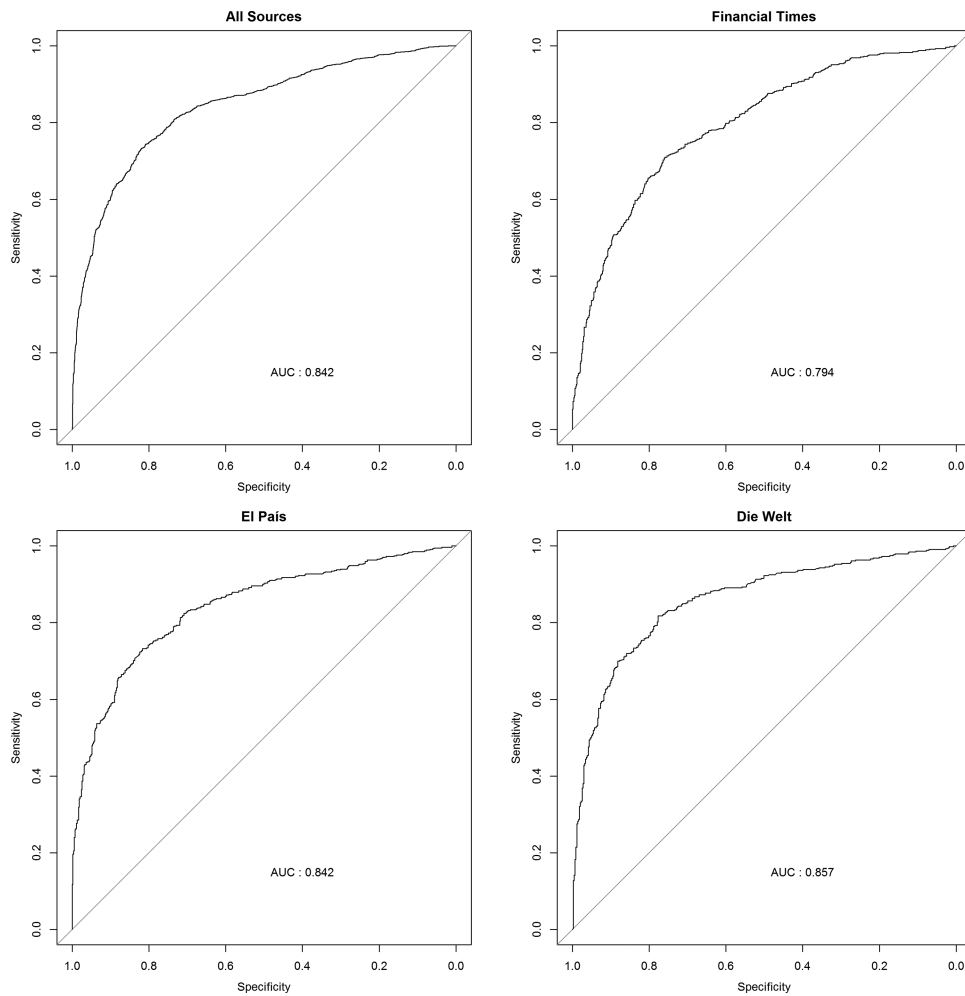 All Sources
Sensitivity
1.0
0.8
0.6
0.4
0.2
0.0
AUC : 0.842
1.0 0.8 0.6 0.4 0.2 0.0
Specificity
Financial Times
Sensitivity
1.0
0.8
0.6
0.4
0.2
0.0
AUC : 0.794
1.0 0.8 0.6 0.4 0.2 0.0
Specificity
El País
Sensitivity
1.0
0.8
0.6
0.4
0.2
0.0
AUC : 0.842
1.0 0.8 0.6 0.4 0.2 0.0
Specificity
Die Welt
Sensitivity
1.0
0.8
0.6
0.4
0.2
0.0
AUC : 0.857
1.0 0.8 0.6 0.4 0.2 0.0
Specificity